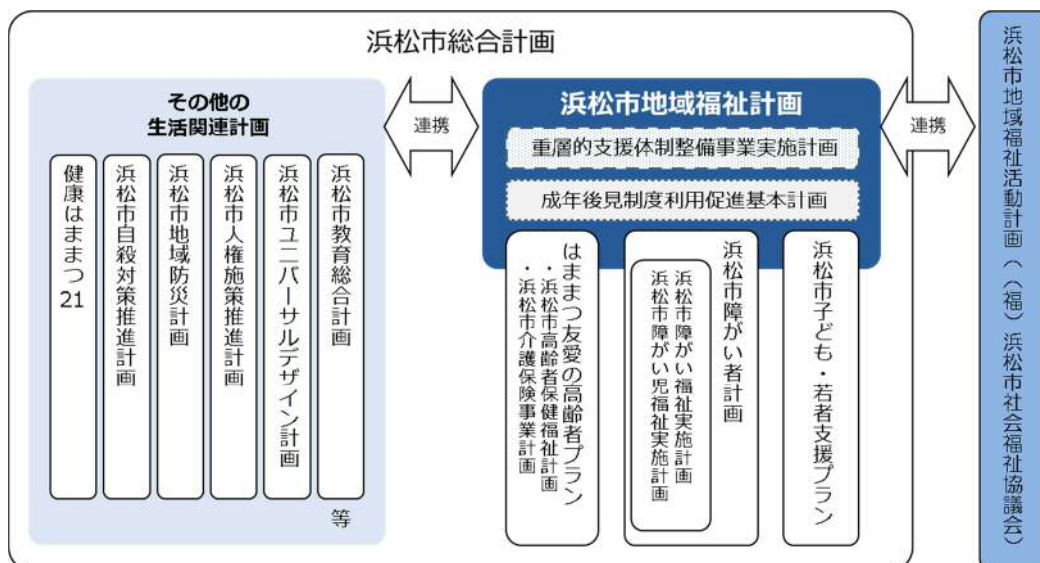 浜松市総合計画
その他の
生活関連計画
健康はままつ21
浜松市自殺対策推進計画
浜松市地域防災計画
浜松市人権施策推進計画
浜松市ユニバーサルデザイン計画
浜松市教育総合計画
等
連携
浜松市地域福祉計画
重層的支援体制整備事業実施計画
成年後見制度利用促進基本計画
はままつ友愛の高齢者プラン
・浜松市高齢者保健福祉計画
・浜松市介護保険事業計画
浜松市障がい者計画
浜松市障がい福祉実施計画
浜松市障がい児福祉実施計画
浜松市子ども・若者支援プラン
連携
浜松市地域福祉活動計画（（福）浜松市社会福祉協議会）